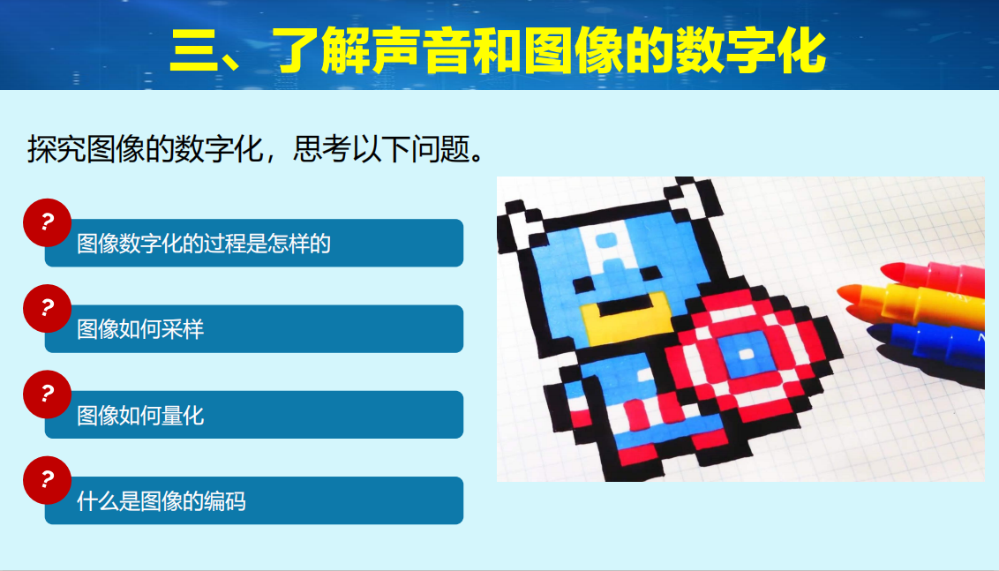 三、了解声音和图像的数字化
探究图像的数字化，思考以下问题。
?
图像数字化的过程是怎样的
?
图像如何采样
?
图像如何量化
?
什么是图像的编码